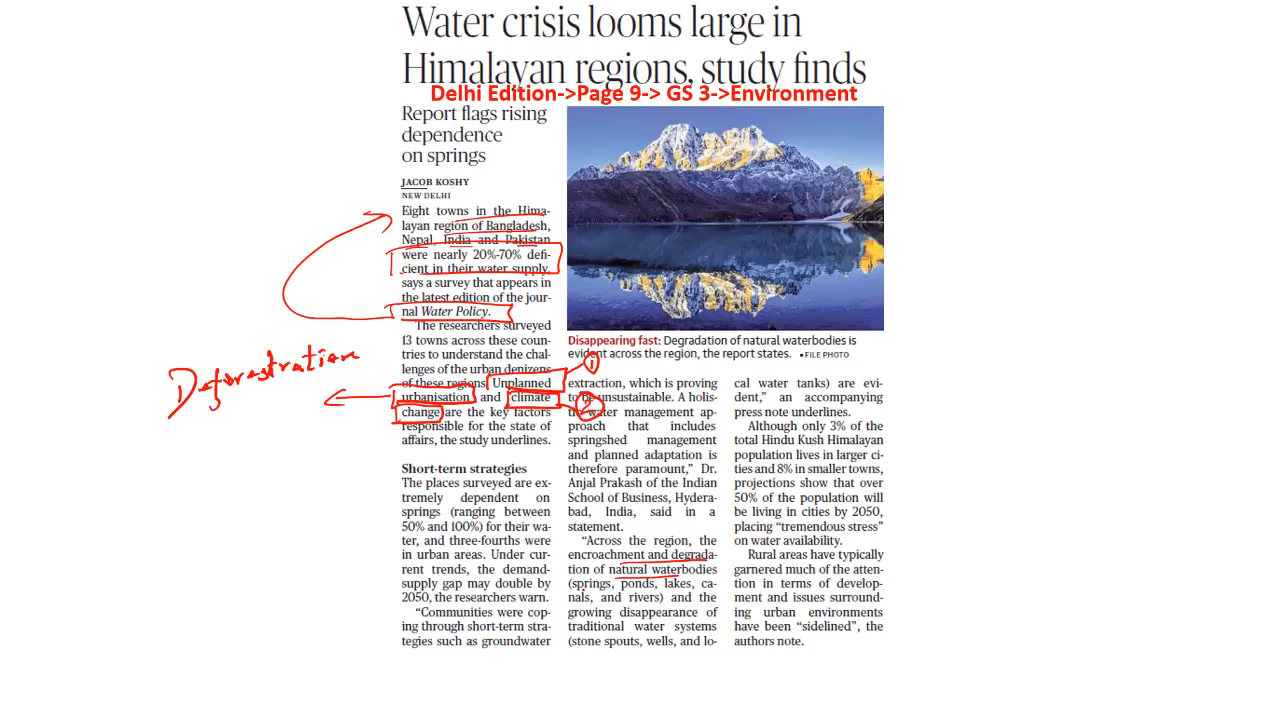 Water crisis looms large in
Himalayan regions, study finds
Delhi Edition->Page 9-> GS 3->Environment
Report flags rising
dependence
on springs
JACOB KOSHY
NEW DELHI
Eight towns in the Hima-
layan region of Bangladesh,
Nepal, India and Pakistan
were nearly 20%-70% defi-
cient in their water supply,
says a survey that appears in
the latest edition of the jour-
nal Water Policy.
The researchers surveyed
13 towns across these coun-
tries to understand the chal-
lenges of the urban denizens
of these regions. Unplanned
urbanisation and climate
change are the key factors
responsible for the state of
affairs, the study underlines.
Deforestration
1
2
Short-term strategies
The places surveyed are ex-
tremely dependent on
springs (ranging between
50% and 100%) for their wa-
ter, and three-fourths were
in urban areas. Under cur-
rent trends, the demand-
supply gap may double by
2050, the researchers warn.
“Communities were cop-
ing through short-term stra-
tegies such as groundwater
Disappearing fast: Degradation of natural waterbodies is
evident across the region, the report states. ▪FILE PHOTO
extraction, which is proving
to be unsustainable. A holis-
tic water management ap-
proach that includes
springshed management
and planned adaptation is
therefore paramount,” Dr.
Anjal Prakash of the Indian
School of Business, Hydera-
bad, India, said in a
statement.
“Across the region, the
encroachment and degrada-
tion of natural waterbodies
(springs, ponds, lakes, ca-
nals, and rivers) and the
growing disappearance of
traditional water systems
(stone spouts, wells, and lo-
cal water tanks) are evi-
dent,” an accompanying
press note underlines.
Although only 3% of the
total Hindu Kush Himalayan
population lives in larger ci-
ties and 8% in smaller towns,
projections show that over
50% of the population will
be living in cities by 2050,
placing “tremendous stress”
on water availability.
Rural areas have typically
garnered much of the atten-
tion in terms of develop-
ment and issues surround-
ing urban environments
have been “sidelined”, the
authors note.